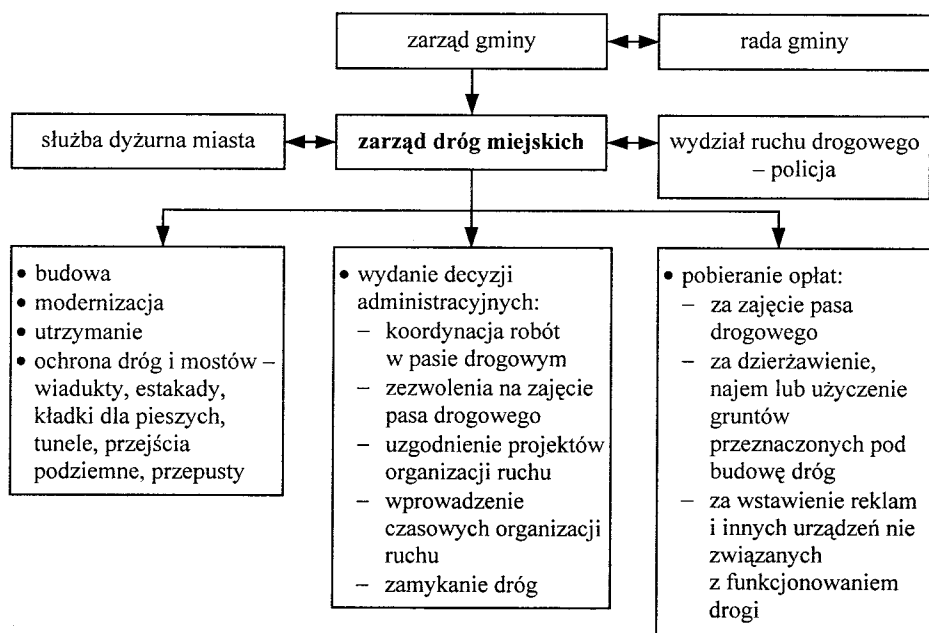 zarząd gminy
rada gminy
służba dyżurna miasta
zarząd dróg miejskich
wydział ruchu drogowego
– policja
• budowa
• modernizacja
• utrzymanie
• ochrona dróg i mostów –
wiadukty, estakady,
kładki dla pieszych,
tunele, przejścia
podziemne, przepusty
• wydanie decyzji
administracyjnych:
– koordynacja robót
w pasie drogowym
– zezwolenia na zajęcie
pasa drogowego
– uzgodnienie projektów
organizacji ruchu
– wprowadzenie
czasowych organizacji
ruchu
– zamykanie dróg
• pobieranie opłat:
– za zajęcie pasa
drogowego
– za dzierżawienie,
najem lub użyczenie
gruntów
przeznaczonych pod
budowę dróg
– za wstawienie reklam
i innych urządzeń nie
związanych
z funkcjonowaniem
drogi